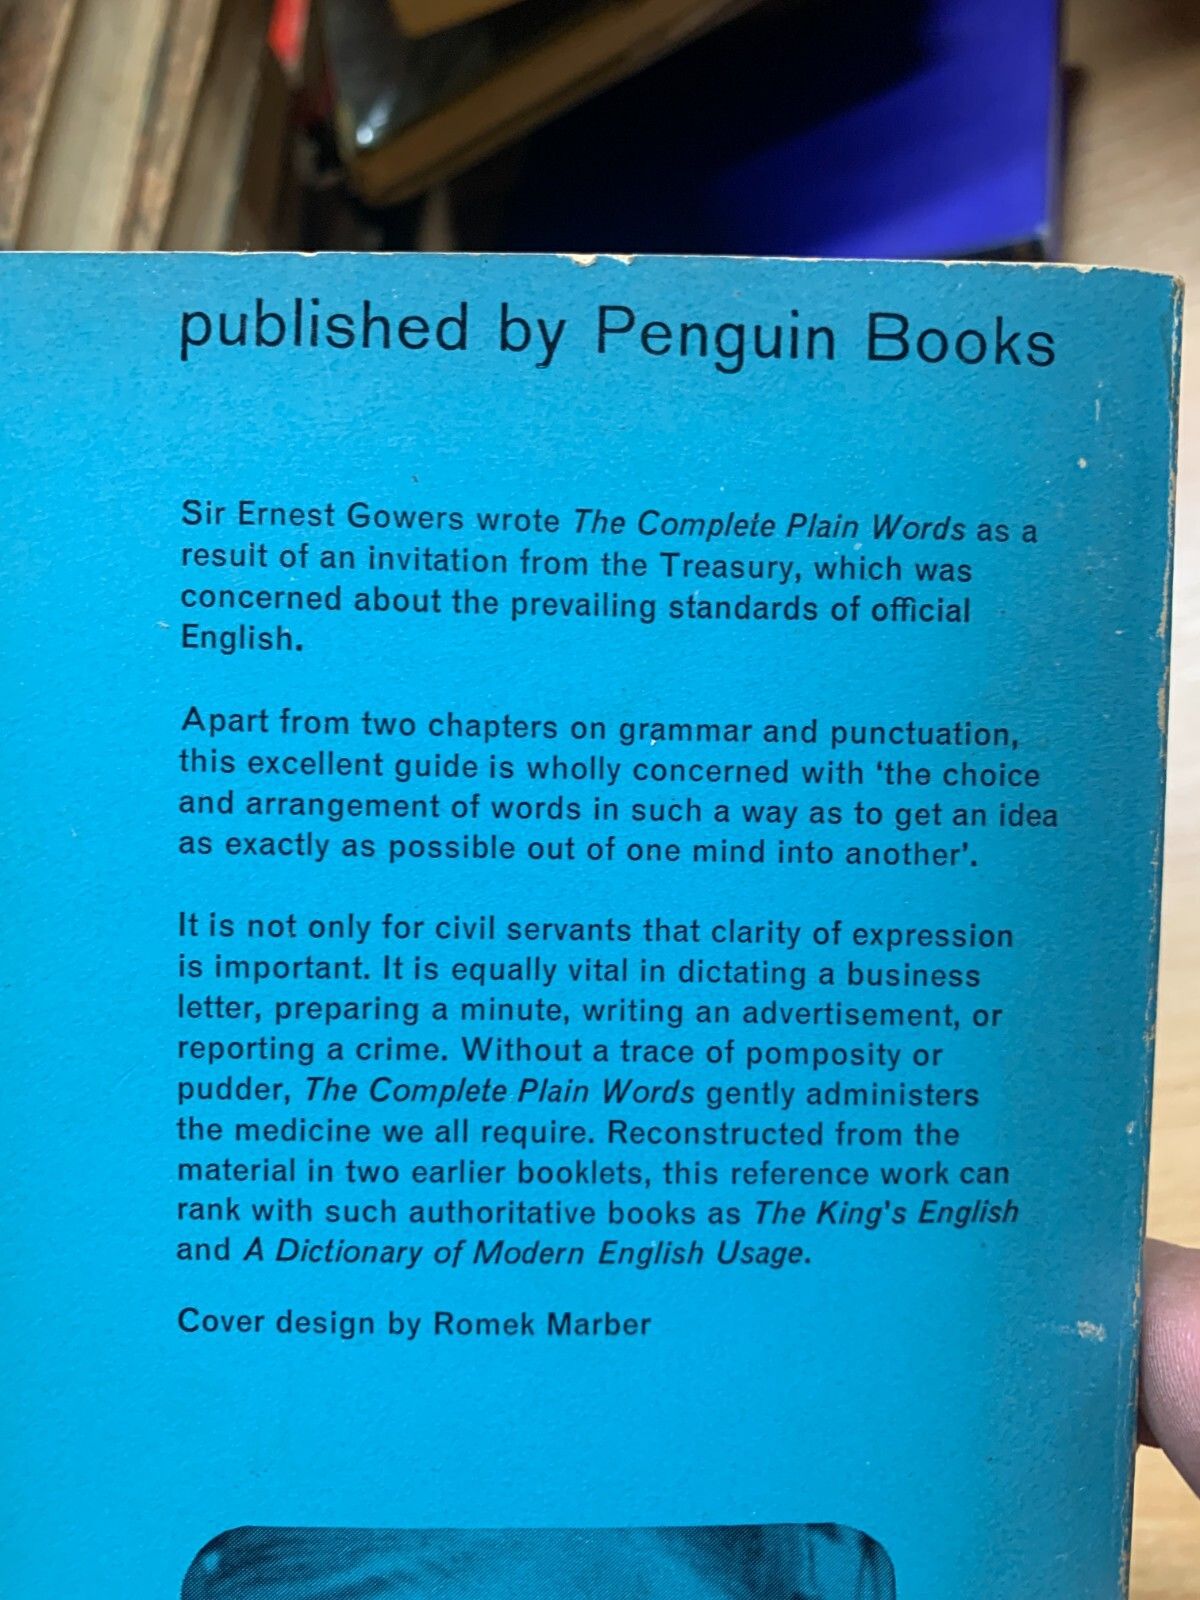 published by Penguin Books
Sir Ernest Gowers wrote The Complete Plain Words as a
resuit of an invitation from the Treasury, which was
concerned about the prevailing standards of official
English.
Apart from two chapters on grammar and punctuation,
this excellent guide is wholly concerned with ‘the choice
and arrangement of words in such a way as to get an idea
as exactly as possible out of one mind into another’.
It is not only for civil servants that clarity of expression
is important. It is equally vital in dictating a business
letter, preparing a minute, writing an advertisement, or
reporting a crime. Without a trace of pomposity or
pudder, The Complete Plain Words gently administers
the medicine we all require. Reconstructed from the
material in two earlier booklets, this reference work can
rank with such authoritative books as The King's English
and A Dictionary of Modern English Usage.
Cover design by Romek Marber